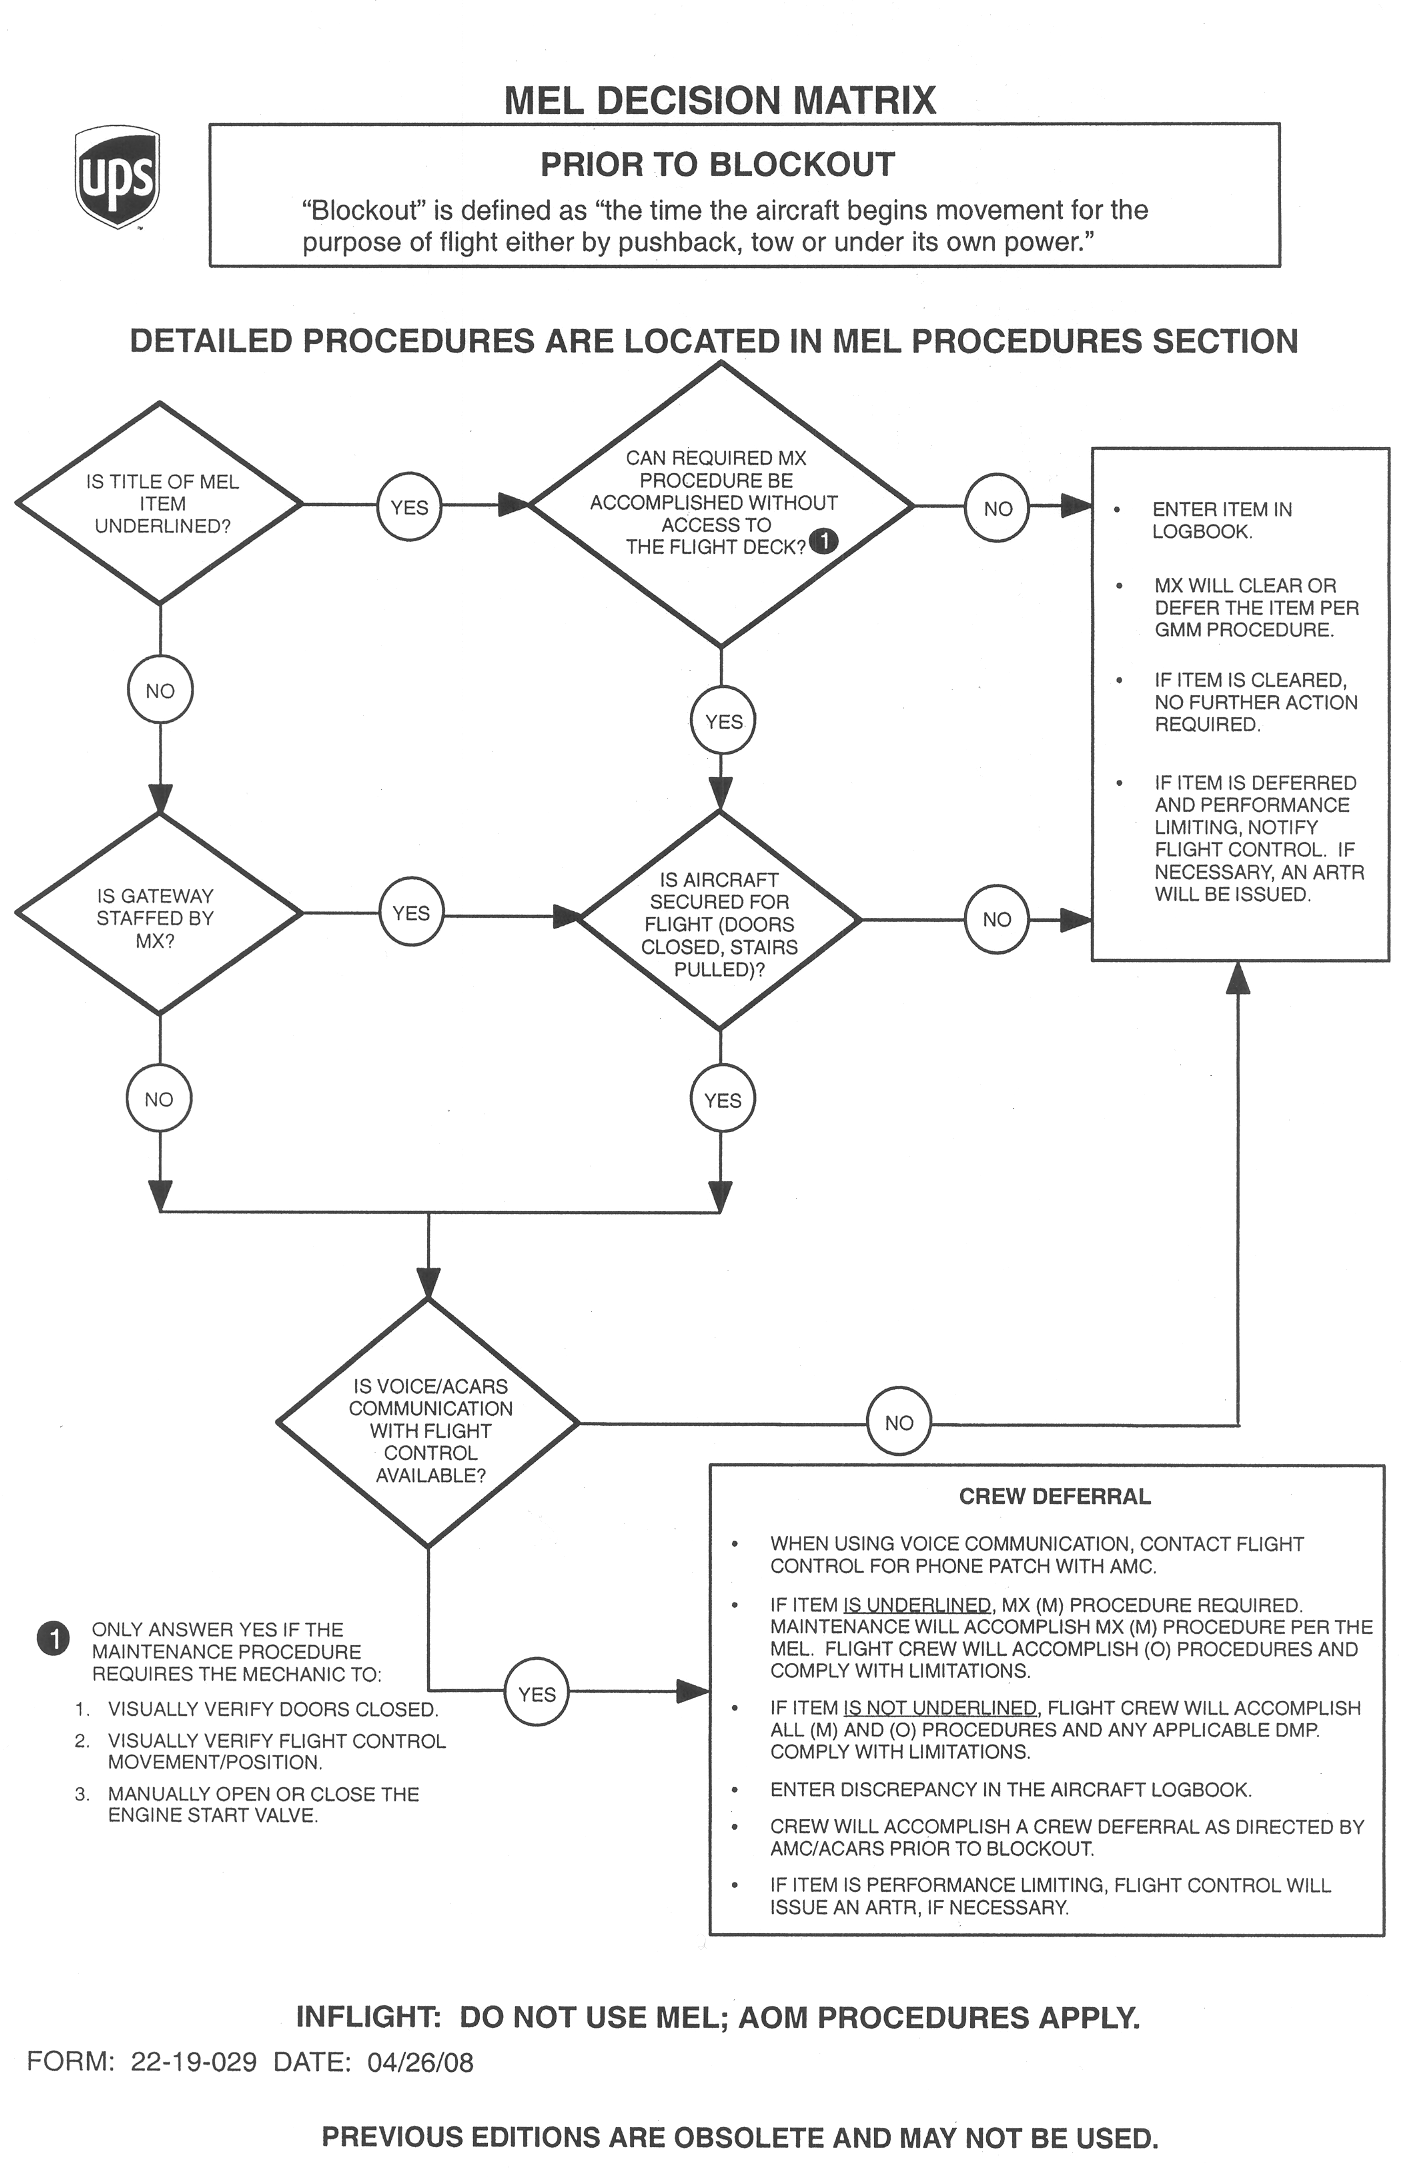 MEL DECISION MATRIX
ups
PRIOR TO BLOCKOUT
“Blockout” is defined as “the time the aircraft begins movement for the
purpose of flight either by pushback, tow or under its own power.”
DETAILED PROCEDURES ARE LOCATED IN MEL PROCEDURES SECTION
IS TITLE OF MEL
ITEM
UNDERLINED?
YES
CAN REQUIRED MX
PROCEDURE BE
ACCOMPLISHED WITHOUT
ACCESS TO
THE FLIGHT DECK? 1
NO
• ENTER ITEM IN
LOGBOOK.
• MX WILL CLEAR OR
DEFER THE ITEM PER
GMM PROCEDURE.
• IF ITEM IS CLEARED,
NO FURTHER ACTION
REQUIRED.
• IF ITEM IS DEFERRED
AND PERFORMANCE
LIMITING, NOTIFY
FLIGHT CONTROL. IF
NECESSARY, AN ARTR
WILL BE ISSUED.
NO
YES
IS GATEWAY
STAFFED BY
MX?
YES
IS AIRCRAFT
SECURED FOR
FLIGHT (DOORS
CLOSED, STAIRS
PULLED)?
NO
NO
YES
IS VOICE/ACARS
COMMUNICATION
WITH FLIGHT
CONTROL
AVAILABLE?
NO
YES
CREW DEFERRAL
• WHEN USING VOICE COMMUNICATION, CONTACT FLIGHT
CONTROL FOR PHONE PATCH WITH AMC.
• IF ITEM IS UNDERLINED, MX (M) PROCEDURE REQUIRED.
MAINTENANCE WILL ACCOMPLISH MX (M) PROCEDURE PER THE
MEL. FLIGHT CREW WILL ACCOMPLISH (O) PROCEDURES AND
COMPLY WITH LIMITATIONS.
• IF ITEM IS NOT UNDERLINED, FLIGHT CREW WILL ACCOMPLISH
ALL (M) AND (O) PROCEDURES AND ANY APPLICABLE DMP.
COMPLY WITH LIMITATIONS.
• ENTER DISCREPANCY IN THE AIRCRAFT LOGBOOK.
• CREW WILL ACCOMPLISH A CREW DEFERRAL AS DIRECTED BY
AMC/ACARS PRIOR TO BLOCKOUT.
• IF ITEM IS PERFORMANCE LIMITING, FLIGHT CONTROL WILL
ISSUE AN ARTR, IF NECESSARY.
1 ONLY ANSWER YES IF THE
MAINTENANCE PROCEDURE
REQUIRES THE MECHANIC TO:
1. VISUALLY VERIFY DOORS CLOSED.
2. VISUALLY VERIFY FLIGHT CONTROL
MOVEMENT/POSITION.
3. MANUALLY OPEN OR CLOSE THE
ENGINE START VALVE.
INFLIGHT: DO NOT USE MEL; AOM PROCEDURES APPLY.
FORM: 22-19-029 DATE: 04/26/08
PREVIOUS EDITIONS ARE OBSOLETE AND MAY NOT BE USED.